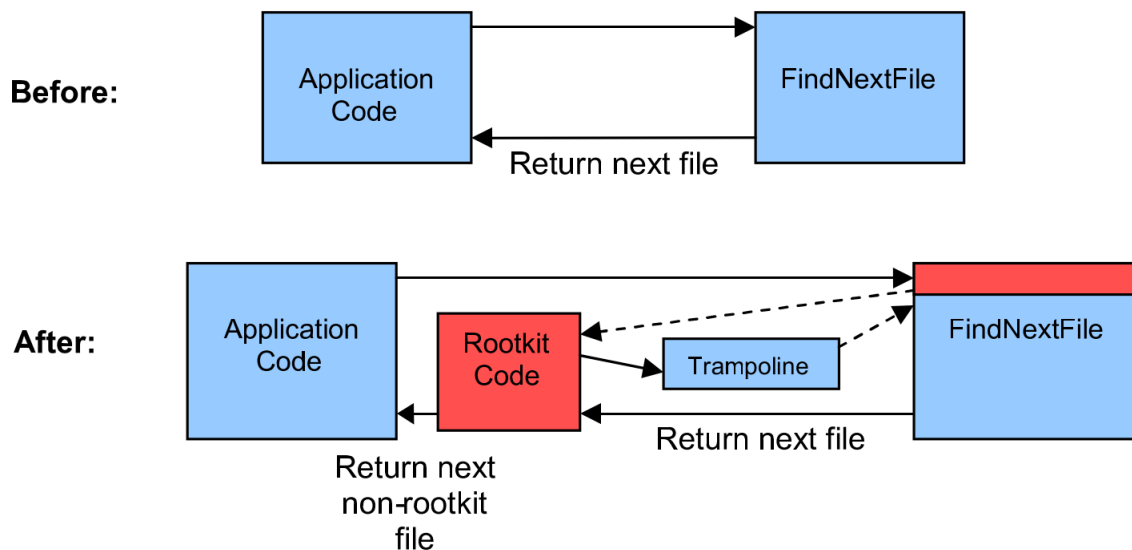 Before:
Application
Code
FindNextFile
Return next file
After:
Application
Code
Rootkit
Code
Trampoline
FindNextFile
Return next file
Return next
non-rootkit
file